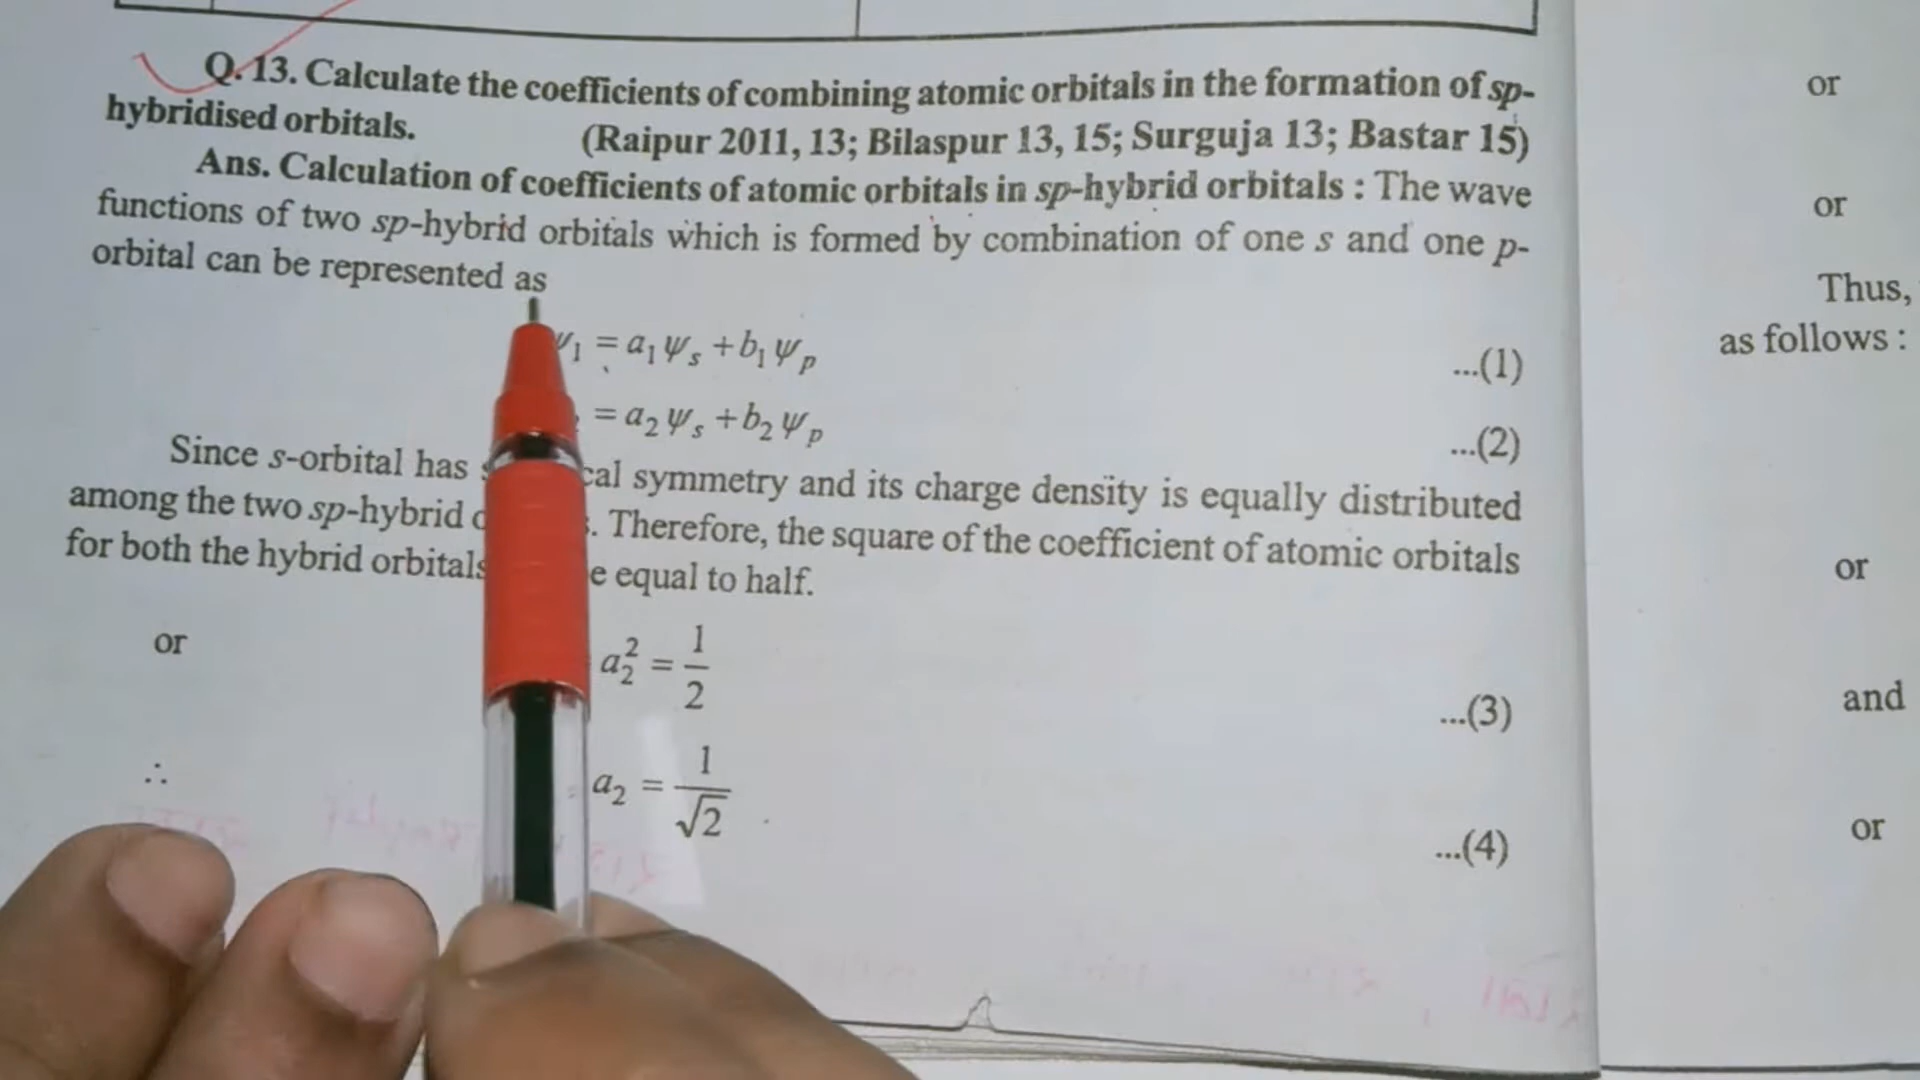 Q. 13. Calculate the coefficients of combining atomic orbitals in the formation of sp-
hybridised orbitals. (Raipur 2011, 13; Bilaspur 13, 15; Surguja 13; Bastar 15)
Ans. Calculation of coefficients of atomic orbitals in sp-hybrid orbitals : The wave
functions of two sp-hybrid orbitals which is formed by combination of one s and one p-
orbital can be represented as
ψ₁ = a₁ψₛ + b₁ψₚ ...(1)
= a₂ψₛ + b₂ψₚ ...(2)
Since s-orbital has cal symmetry and its charge density is equally distributed
among the two sp-hybrid . Therefore, the square of the coefficient of atomic orbitals
for both the hybrid orbitals e equal to half.
or a₂² = 1/2 ...(3)
∴ a₂ = 1/√2 ...(4)
or
or
Thus,
as follows :
or
and
or